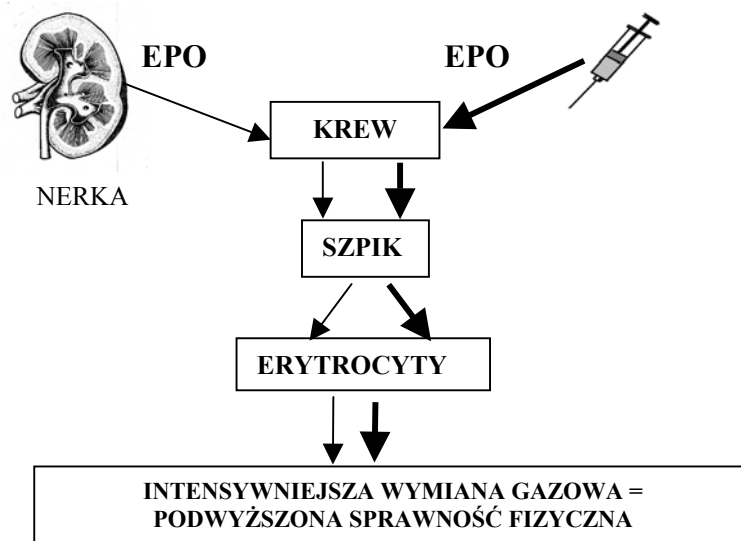 EPO EPO
KREW
NERKA
SZPIK
ERYTROCYTY
INTENSYWNIEJSZA WYMIANA GAZOWA =
PODWYŻSZONA SPRAWNOŚĆ FIZYCZNA